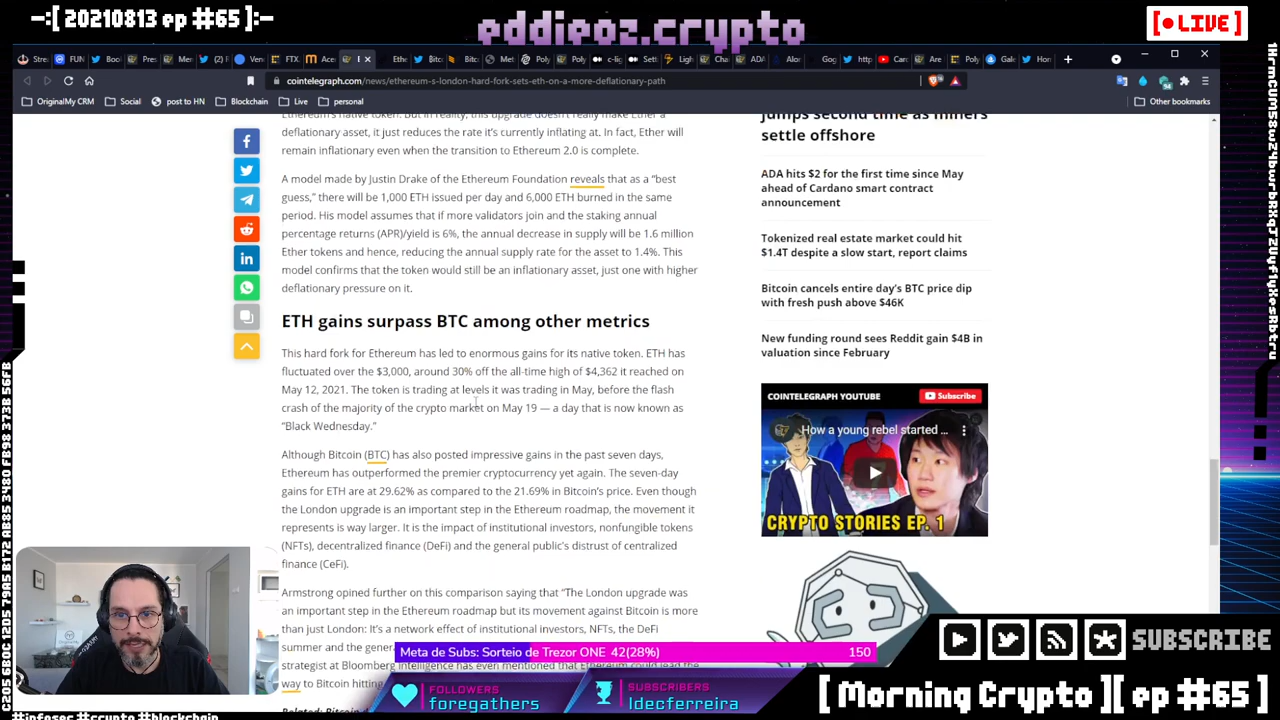 -:[ 20210813 ep #65 ]:-
eddieoz.crypto
[● LIVE]
cointelegraph.com/news/ethereum-s-london-hard-fork-sets-eth-on-a-more-deflationary-path
OriginalMy CRM
Social
post to HN
Blockchain
Live
personal
Other bookmarks
Ethereum's native token. But in reality, this upgrade doesn't really make Ether a
deflationary asset, it just reduces the rate it's currently inflating at. In fact, Ether will
remain inflationary even when the transition to Ethereum 2.0 is complete.
A model made by Justin Drake of the Ethereum Foundation reveals that as a “best
guess,” there will be 1,000 ETH issued per day and 6,000 ETH burned in the same
period. His model assumes that if more validators join and the staking annual
percentage returns (APR)/yield is 6%, the annual decrease in supply will be 1.6 million
Ether tokens and hence, reducing the annual supply rate for the asset to 1.4%. This
model confirms that the token would still be an inflationary asset, just one with higher
deflationary pressure on it.
ETH gains surpass BTC among other metrics
This hard fork for Ethereum has led to enormous gains for its native token. ETH has
fluctuated over the $3,000, around 30% off the all-time high of $4,362 it reached on
May 12, 2021. The token is trading at levels it was trading in May, before the flash
crash of the majority of the crypto market on May 19 — a day that is now known as
“Black Wednesday.”
Although Bitcoin (BTC) has also posted impressive gains in the past seven days,
Ethereum has outperformed the premier cryptocurrency yet again. The seven-day
gains for ETH are at 29.62% as compared to the 21.69% in Bitcoin's price. Even though
the London upgrade is an important step in the Ethereum roadmap, the movement it
represents is way larger. It is the impact of institutional investors, nonfungible tokens
(NFTs), decentralized finance (DeFi) and the general public's distrust of centralized
finance (CeFi).
Armstrong opined further on this comparison saying that “The London upgrade was
an important step in the Ethereum roadmap but the movement against Bitcoin is more
than just London: It's a network effect of institutional investors, NFTs, the DeFi
summer and the gener
strategist at Bloomberg Intelligence has even mentioned that Ethereum could lead the
way to Bitcoin hitting
jumps second time as miners
settle offshore
ADA hits $2 for the first time since May
ahead of Cardano smart contract
announcement
Tokenized real estate market could hit
$1.4T despite a slow start, report claims
Bitcoin cancels entire day's BTC price dip
with fresh push above $46K
New funding round sees Reddit gain $4B in
valuation since February
COINTELEGRAPH YOUTUBE
Subscribe
How a young rebel started ...
CRYPTO STORIES EP. 1
Meta de Subs: Sorteio de Trezor ONE 42(28%)
150
FOLLOWERS
foregathers
SUBSCRIBERS
ldecferreira
SUBSCRIBE
[ Morning Crypto ][ ep #65 ]
#infosec #crypto #blockchain